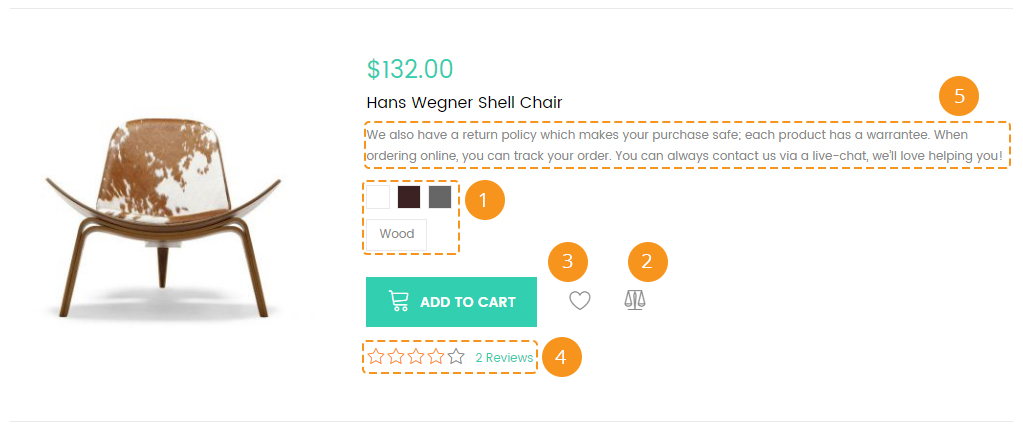 $132.00
5
Hans Wegner Shell Chair
We also have a return policy which makes your purchase safe; each product has a warrantee. When
ordering online, you can track your order. You can always contact us via a live-chat, we'll love helping you!
1
Wood
3
2
ADD TO CART
2 Reviews
4